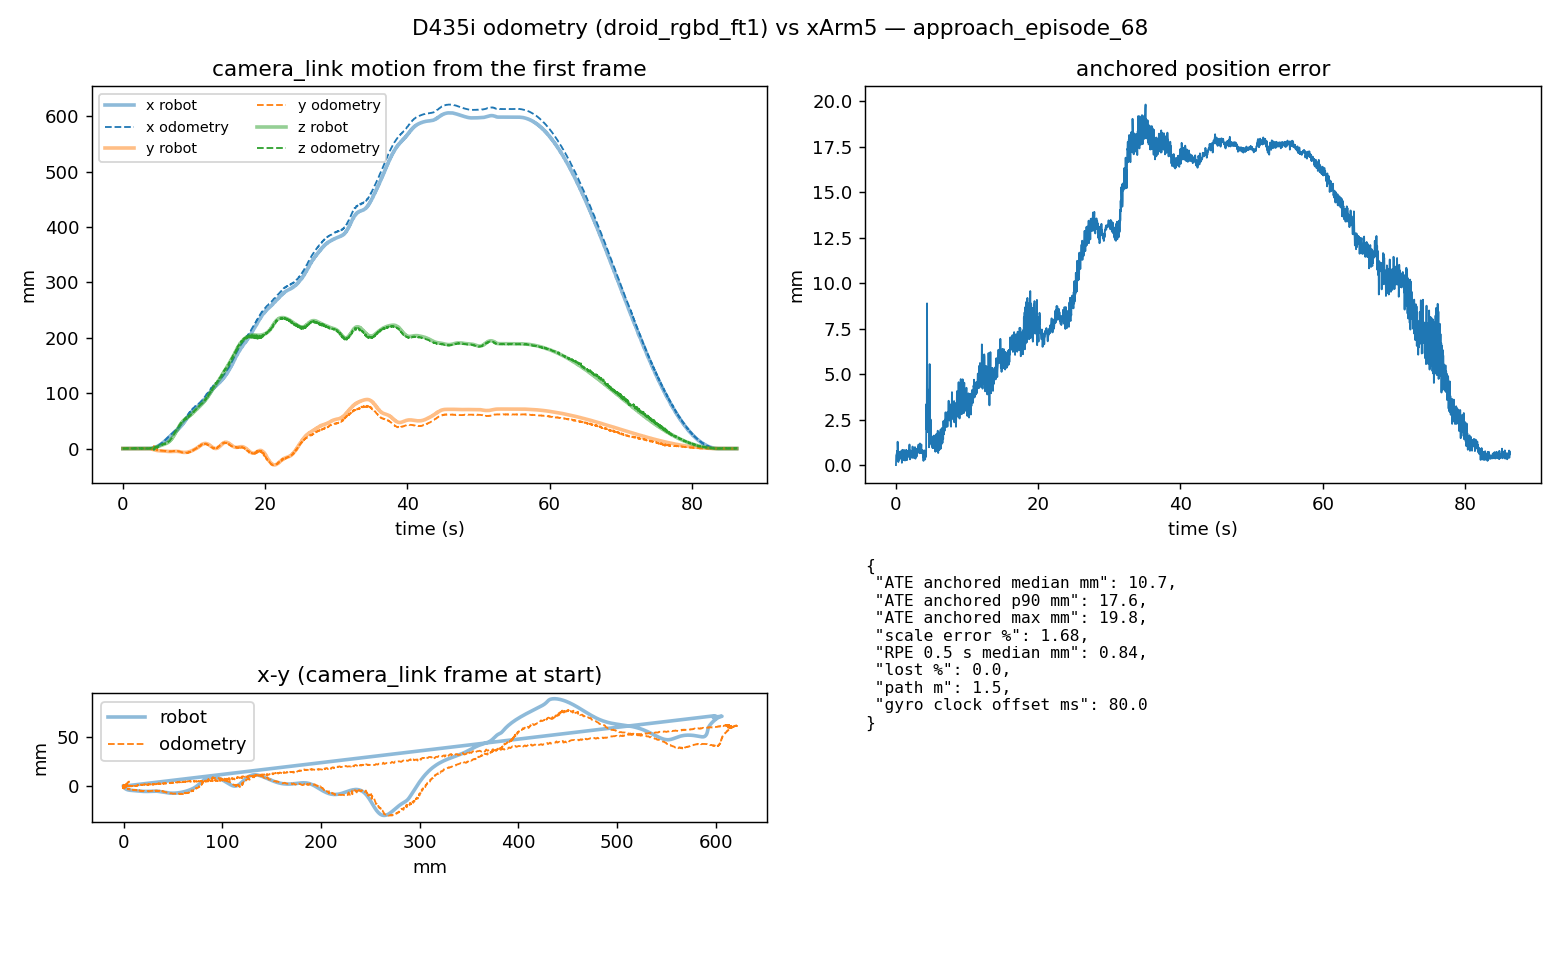 D435i odometry (droid_rgbd_ft1) vs xArm5 — approach_episode_68
camera_link motion from the first frame
x robot
x odometry
y robot
y odometry
z robot
z odometry
600
500
400
300
200
100
0
mm
0 20 40 60 80
time (s)
anchored position error
20.0
17.5
15.0
12.5
10.0
7.5
5.0
2.5
0.0
mm
0 20 40 60 80
time (s)
x-y (camera_link frame at start)
robot
odometry
50
0
mm
0 100 200 300 400 500 600
mm
{
"ATE anchored median mm": 10.7,
"ATE anchored p90 mm": 17.6,
"ATE anchored max mm": 19.8,
"scale error %": 1.68,
"RPE 0.5 s median mm": 0.84,
"lost %": 0.0,
"path m": 1.5,
"gyro clock offset ms": 80.0
}